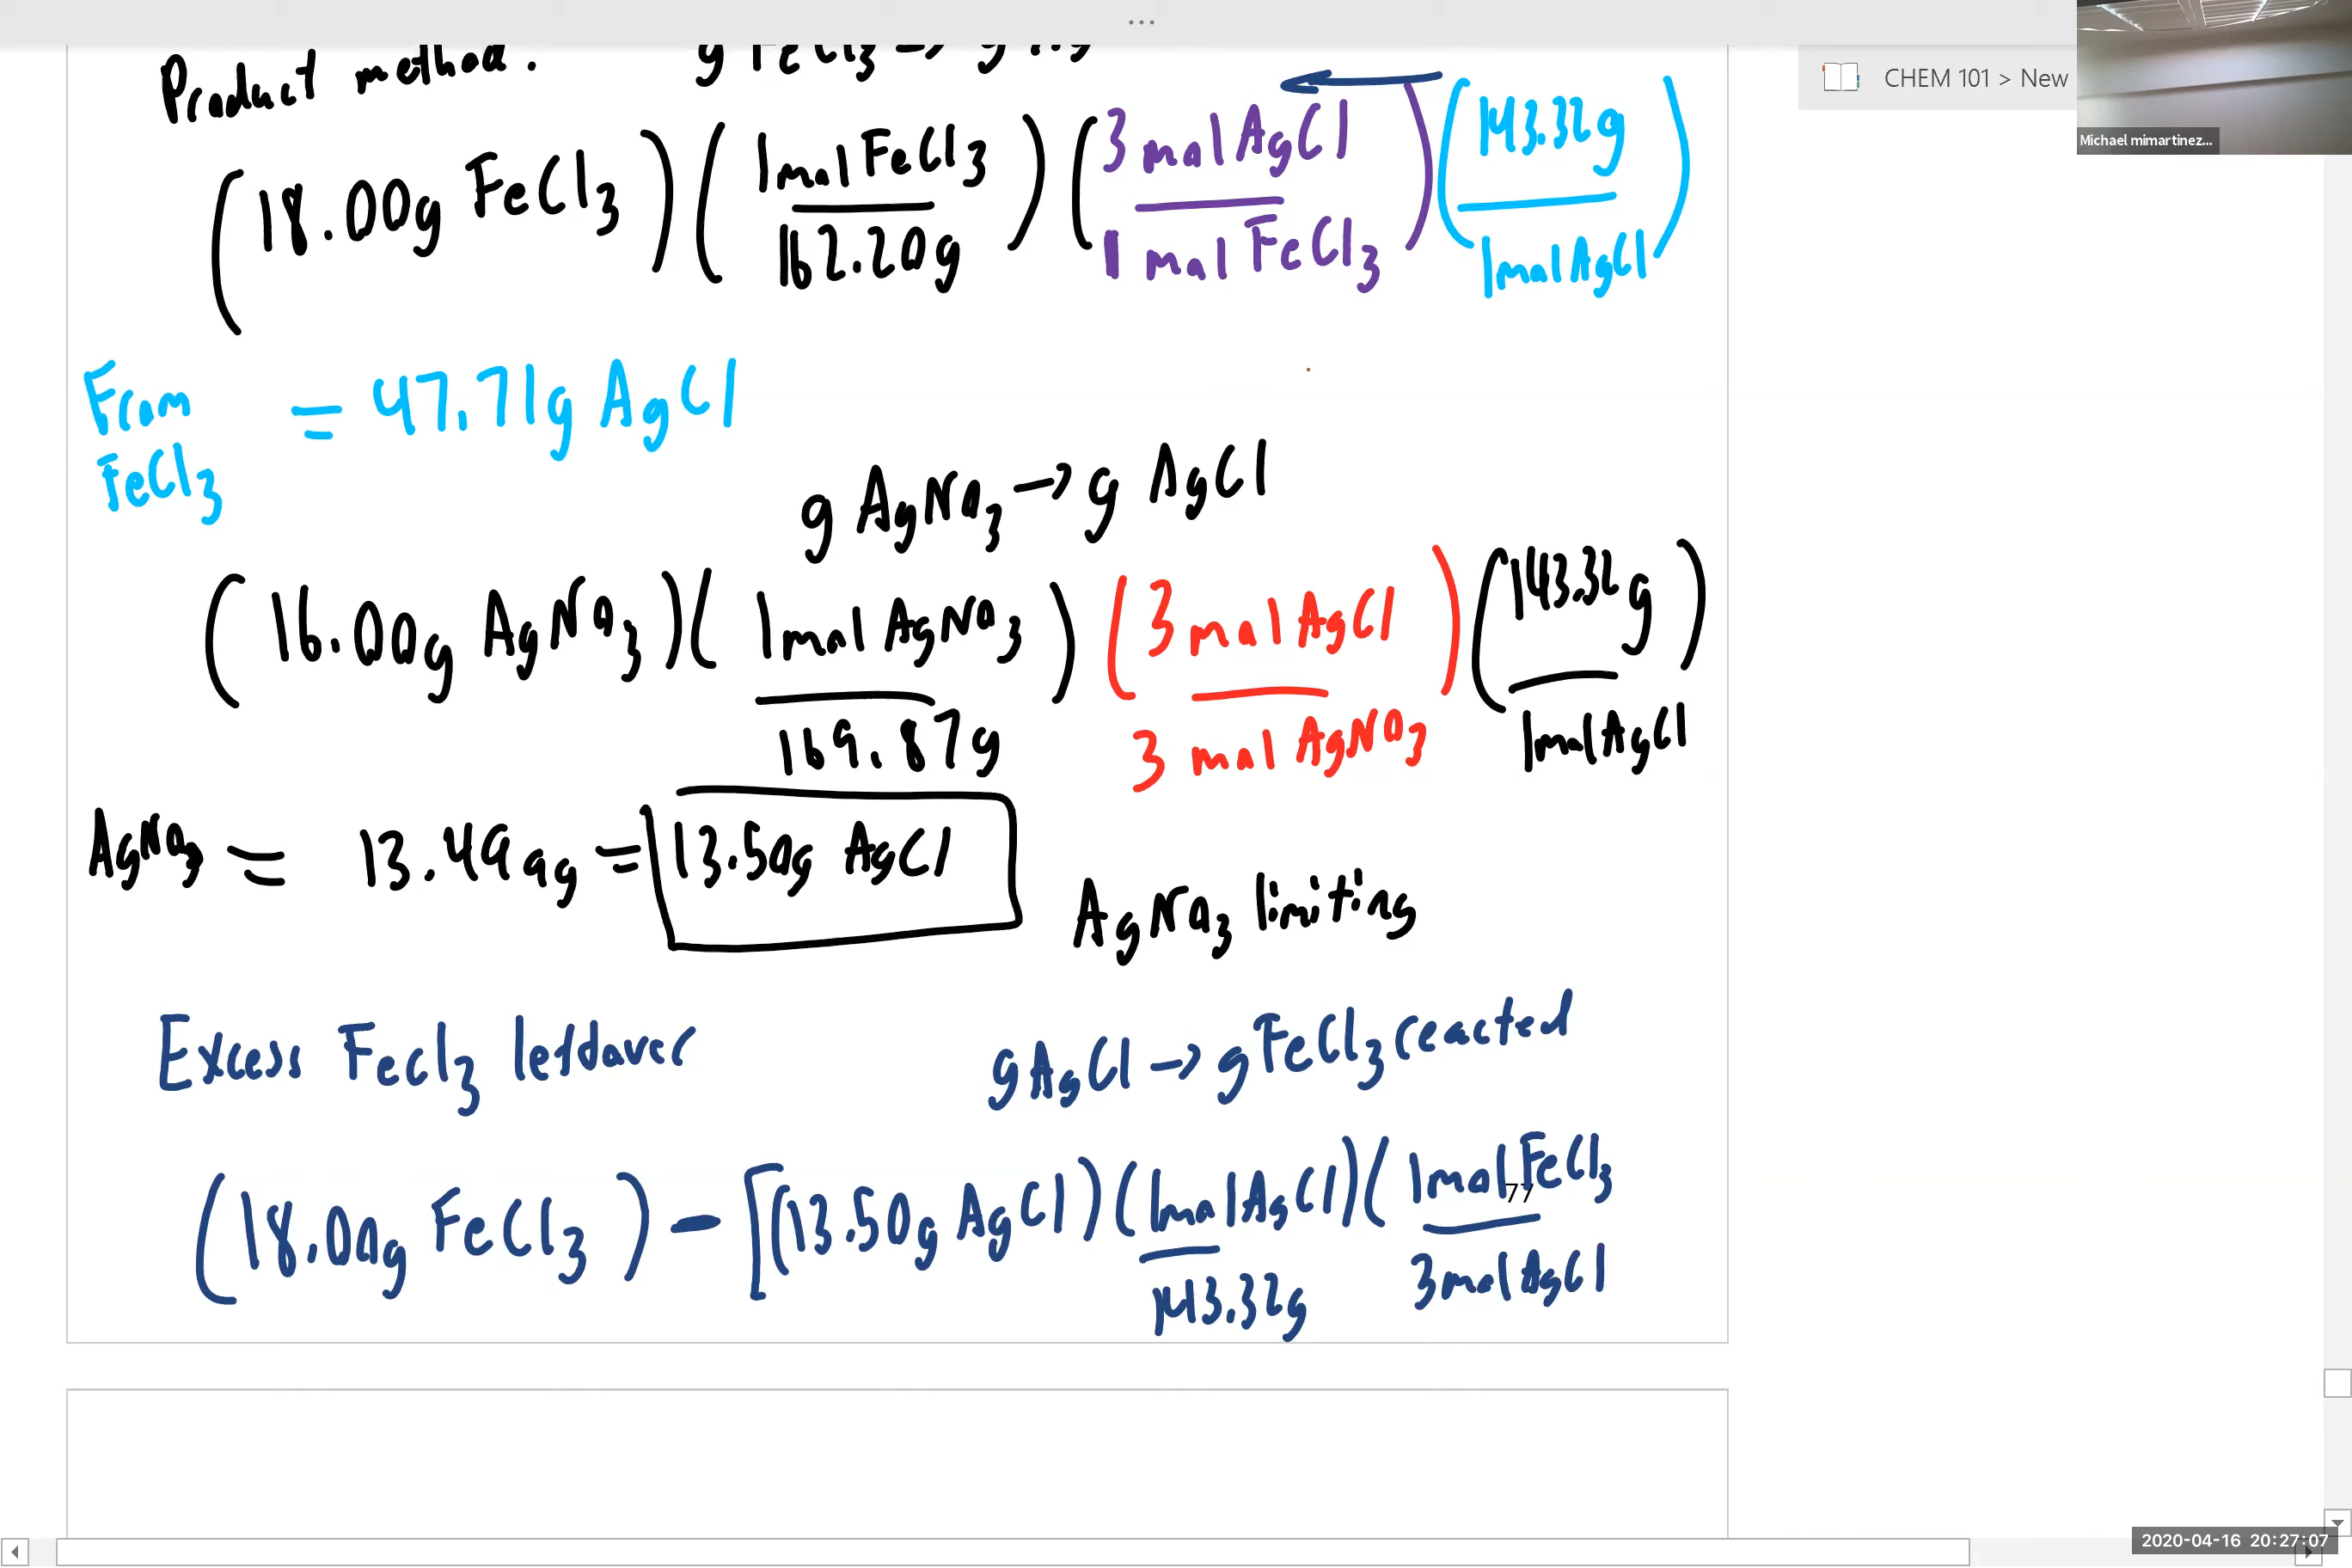 ...
CHEM 101 > New
Michael mimartinez...
Product method. g FeCl3 → g Ag
(18.00g FeCl3) (1mol FeCl3 / 162.20g) (3 mol AgCl / 1 mol FeCl3) (143.32g / 1mol AgCl)
From FeCl3 = 47.71g AgCl
g AgNO3 → g AgCl
(16.00g AgNO3) (1mol AgNO3 / 169.87g) (3 mol AgCl / 3 mol AgNO3) (143.32g / 1mol AgCl)
AgNO3 = 13.499g = 13.50g AgCl
AgNO3 limiting
Excess FeCl3 leftover g AgCl → g FeCl3 reacted
(18.00g FeCl3) - [(13.50g AgCl) (1mol AgCl / 143.32g) (1mol FeCl3 / 3mol AgCl)
77
2020-04-16 20:27:07